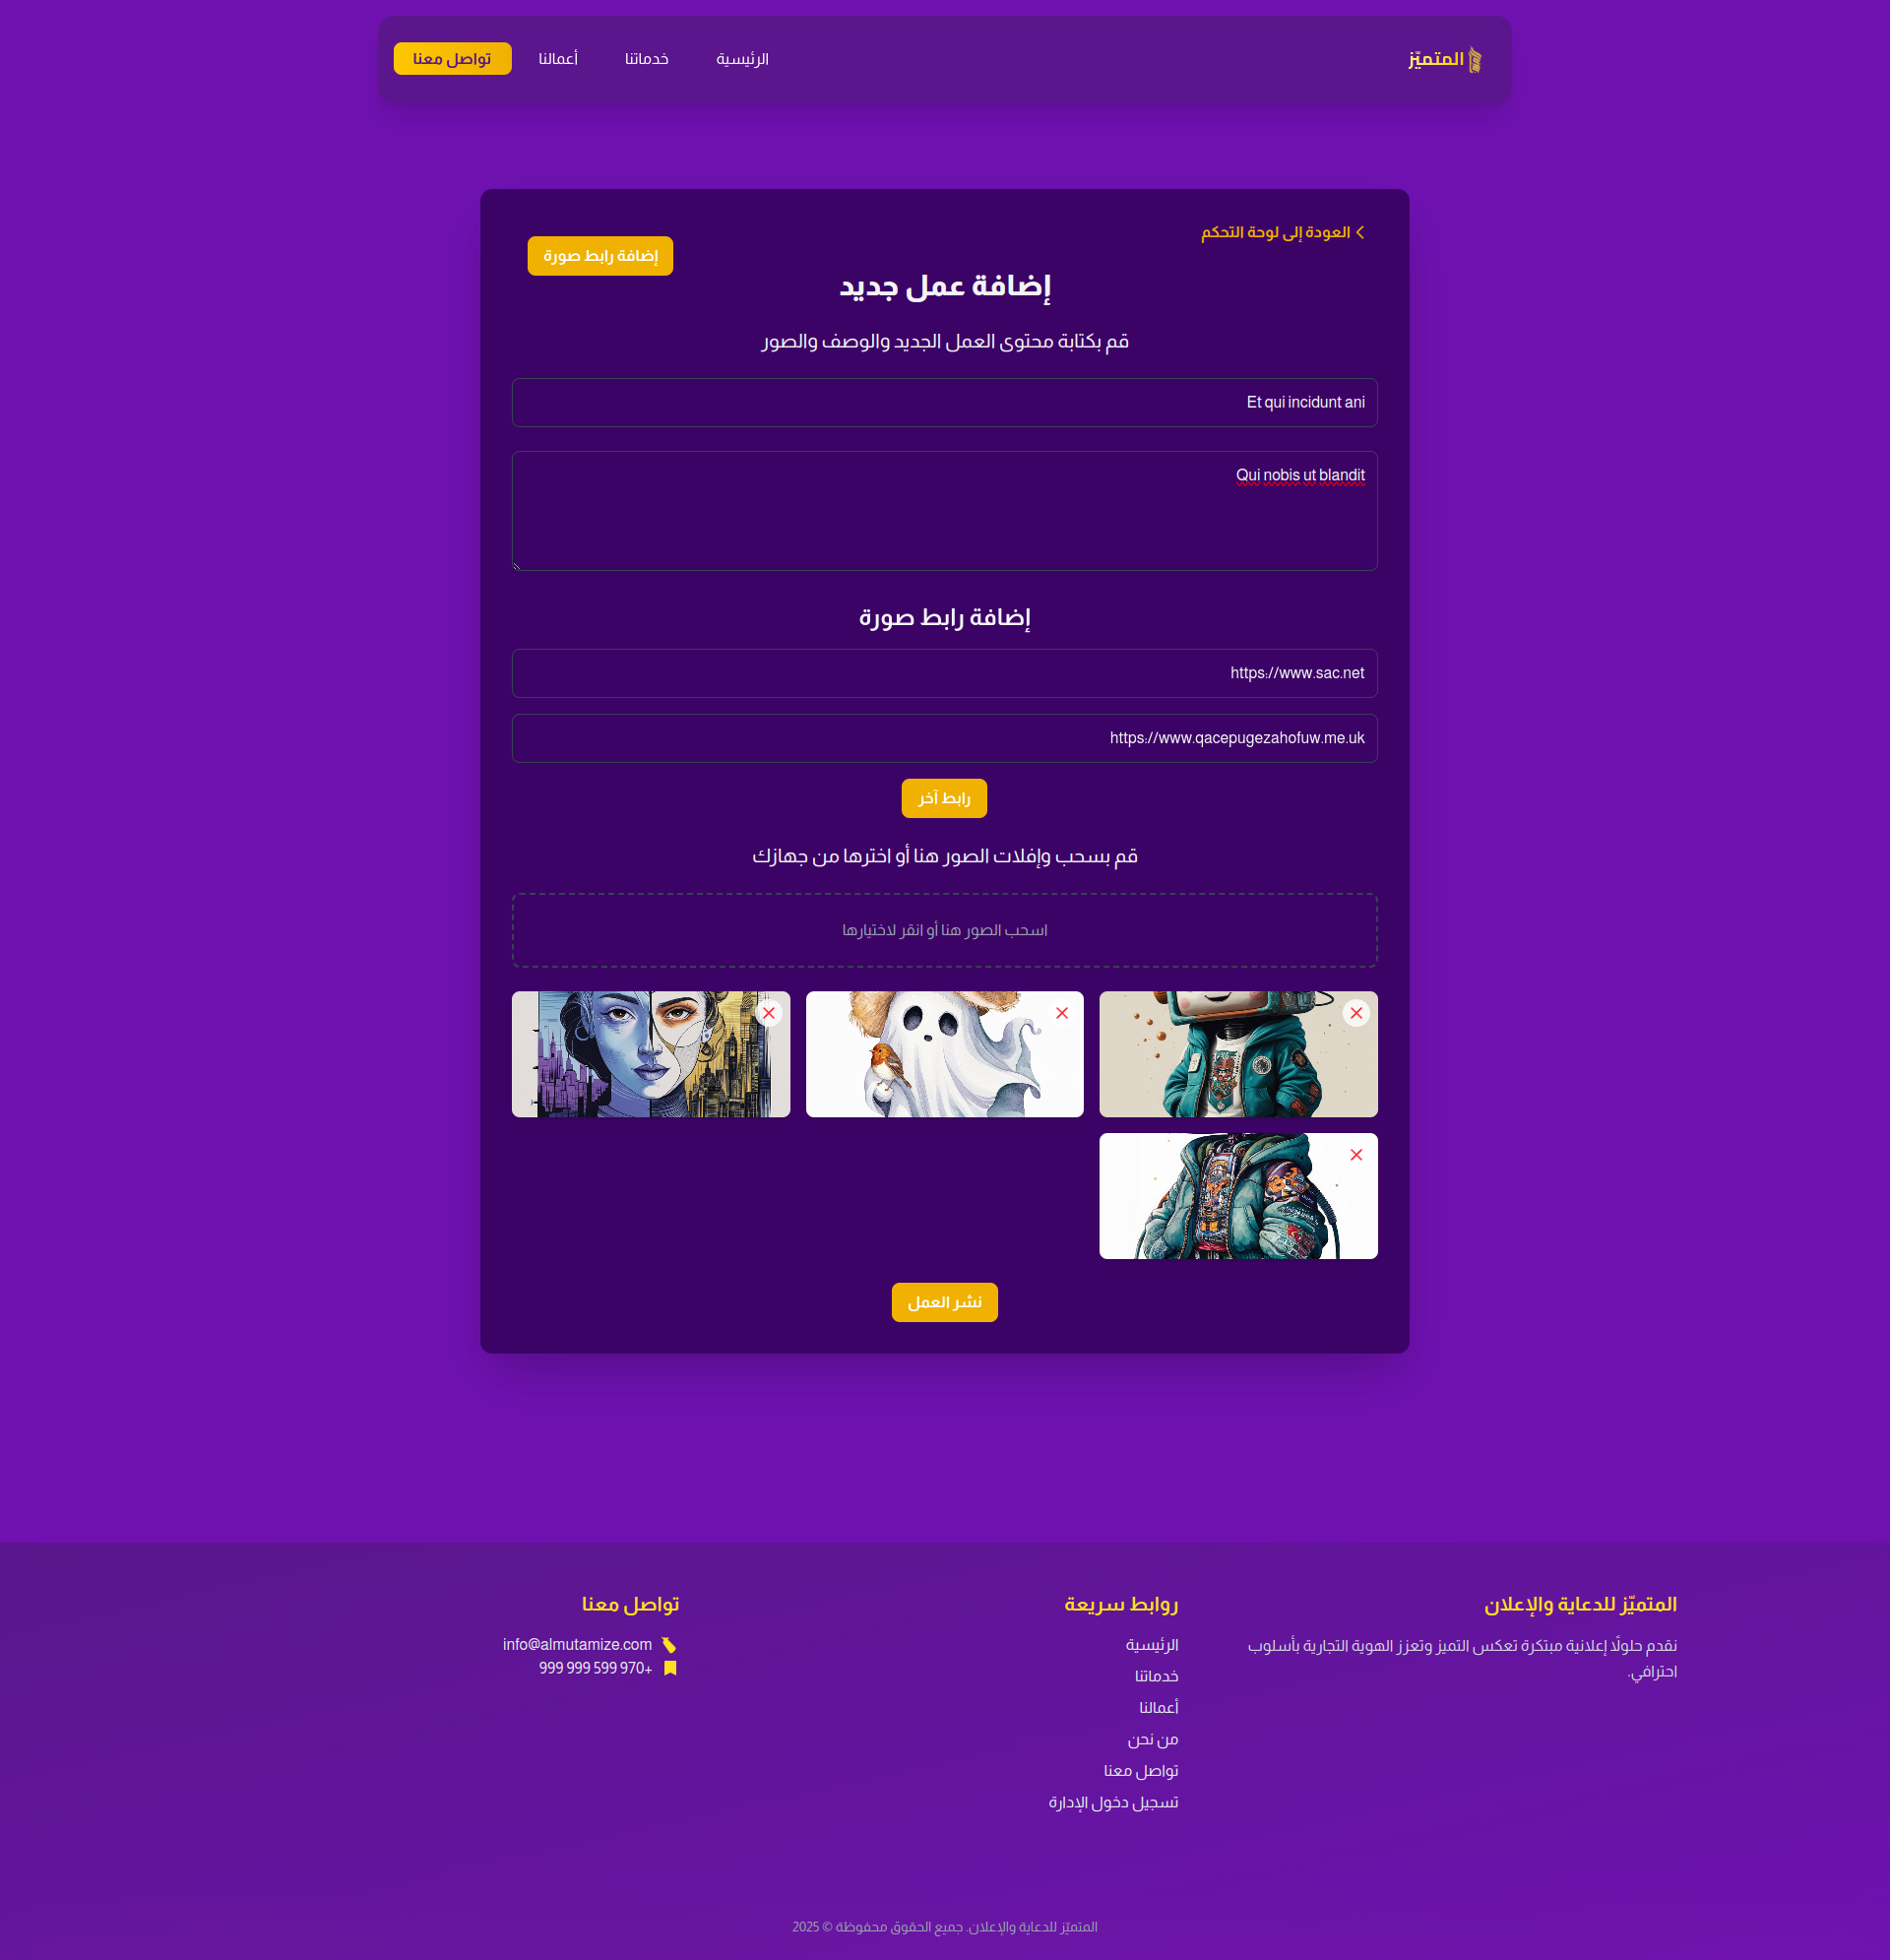 المتميّز
الرئيسية
خدماتنا
أعمالنا
تواصل معنا
العودة إلى لوحة التحكم
إضافة رابط صورة
إضافة عمل جديد
قم بكتابة محتوى العمل الجديد والوصف والصور
Et qui incidunt ani
Qui nobis ut blandit
إضافة رابط صورة
https://www.sac.net
https://www.qacepugezahofuw.me.uk
رابط آخر
قم بسحب وإفلات الصور هنا أو اخترها من جهازك
اسحب الصور هنا أو انقر لاختيارها
نشر العمل
المتميّز للدعاية والإعلان
نقدم حلولاً إعلانية مبتكرة تعكس التميز وتعزز الهوية التجارية بأسلوب
احترافي.
روابط سريعة
الرئيسية
خدماتنا
أعمالنا
من نحن
تواصل معنا
تسجيل دخول الإدارة
تواصل معنا
info@almutamize.com
+970 599 999 999
المتميّز للدعاية والإعلان. جميع الحقوق محفوظة © 2025